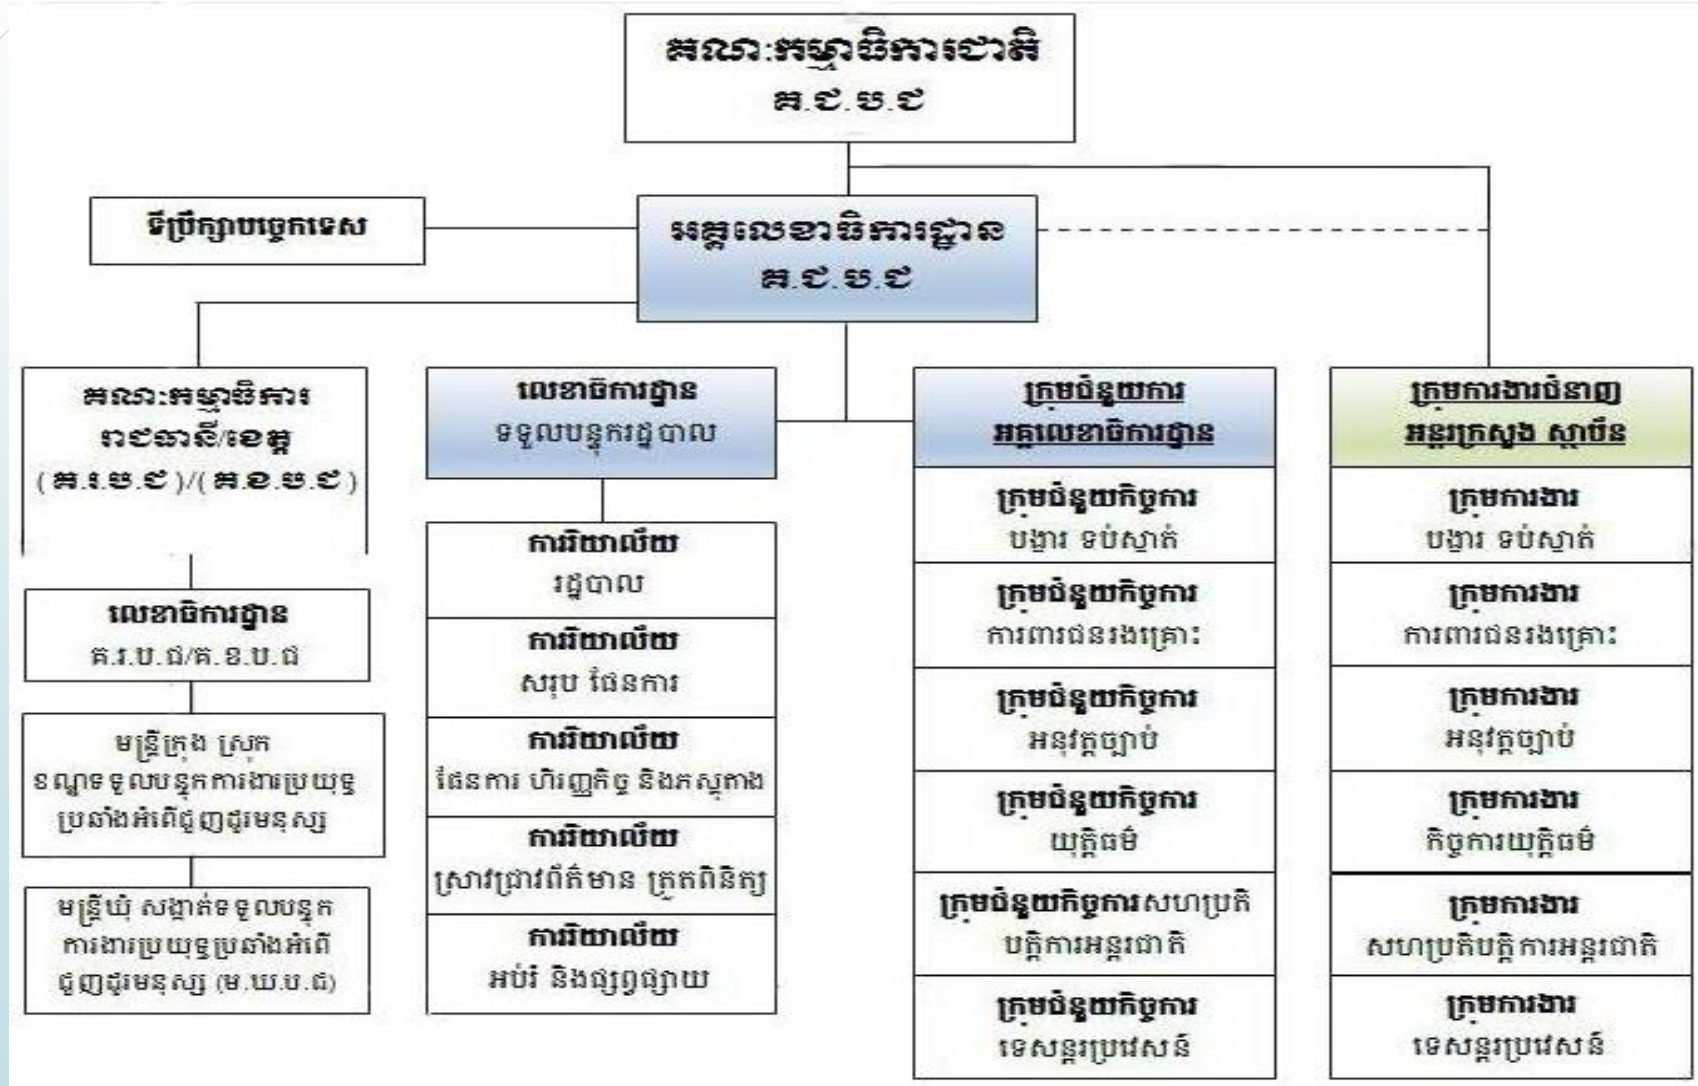 គណៈកម្មាធិការជាតិ
គ.ជ.ប.ជ
ទីប្រឹក្សាបច្ចេកទេស
អគ្គលេខាធិការដ្ឋាន
គ.ជ.ប.ជ
គណៈកម្មាធិការ
រាជធានី/ខេត្ត
(គ.រ.ប.ជ)/(គ.ខ.ប.ជ)
លេខាធិការដ្ឋាន
គ.រ.ប.ជ/គ.ខ.ប.ជ
មន្ត្រីក្រុង ស្រុក
ខណ្ឌទទួលបន្ទុកការងារប្រយុទ្ធ
ប្រឆាំងអំពើជួញដូរមនុស្ស
មន្ត្រីឃុំ សង្កាត់ទទួលបន្ទុក
ការងារប្រយុទ្ធប្រឆាំងអំពើ
ជួញដូរមនុស្ស (ម.ឃ.ប.ជ)
លេខាធិការដ្ឋាន
ទទួលបន្ទុករដ្ឋបាល
ការិយាល័យ
រដ្ឋបាល
ការិយាល័យ
សរុប ផែនការ
ការិយាល័យ
ផែនការ ហិរញ្ញកិច្ច និងភស្តុតាង
ការិយាល័យ
ស្រាវជ្រាវព័ត៌មាន ត្រួតពិនិត្យ
ការិយាល័យ
អប់រំ និងផ្សព្វផ្សាយ
ក្រុមជំនួយការ
អគ្គលេខាធិការដ្ឋាន
ក្រុមជំនួយកិច្ចការ
បង្ការ ទប់ស្កាត់
ក្រុមជំនួយកិច្ចការ
ការពារជនរងគ្រោះ
ក្រុមជំនួយកិច្ចការ
អនុវត្តច្បាប់
ក្រុមជំនួយកិច្ចការ
យុត្តិធម៌
ក្រុមជំនួយកិច្ចការសហប្រតិ
បត្តិការអន្តរជាតិ
ក្រុមជំនួយកិច្ចការ
ទេសន្តរប្រវេសន៍
ក្រុមការងារជំនាញ
អន្តរក្រសួង ស្ថាប័ន
ក្រុមការងារ
បង្ការ ទប់ស្កាត់
ក្រុមការងារ
ការពារជនរងគ្រោះ
ក្រុមការងារ
អនុវត្តច្បាប់
ក្រុមការងារ
កិច្ចការយុត្តិធម៌
ក្រុមការងារ
សហប្រតិបត្តិការអន្តរជាតិ
ក្រុមការងារ
ទេសន្តរប្រវេសន៍